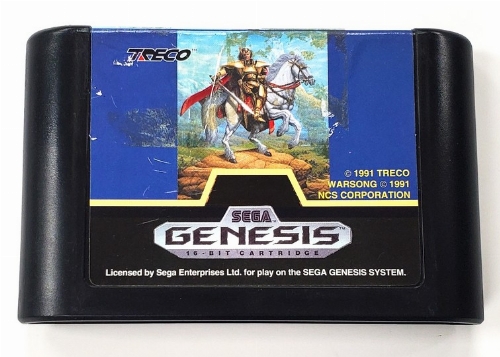 TRECO™
© 1991 TRECO
WARSONG © 1991
NCS CORPORATION
SEGA
GENESIS
16-BIT CARTRIDGE
Licensed by Sega Enterprises Ltd. for play on the SEGA GENESIS SYSTEM.